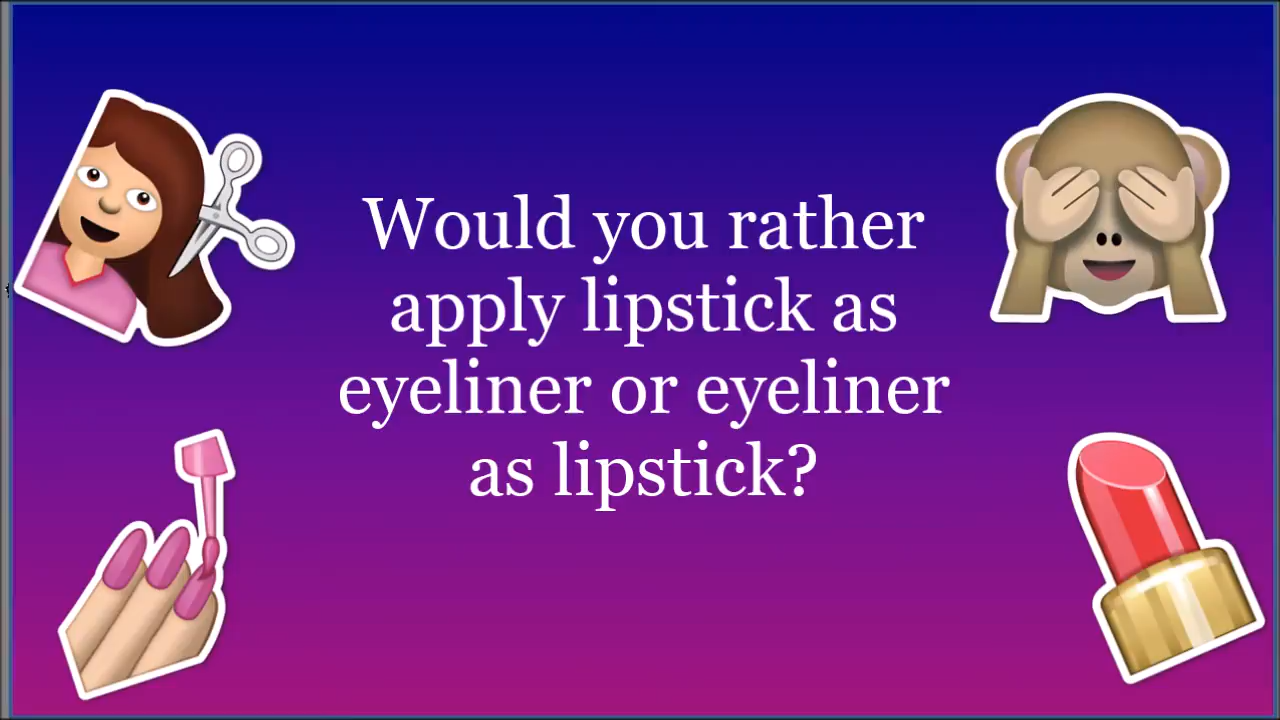 Would you rather
apply lipstick as
eyeliner or eyeliner
as lipstick?